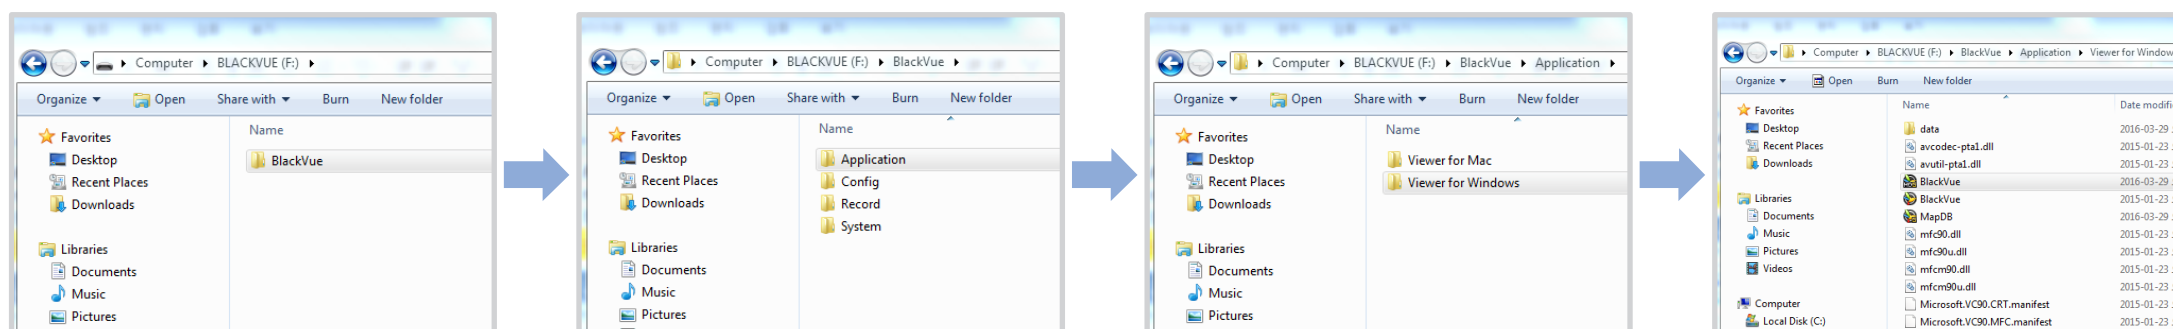 Computer BLACKVUE (F:)
Organize Open Share with Burn New folder
Favorites
Desktop
Recent Places
Downloads
Libraries
Documents
Music
Pictures
Name
BlackVue
Computer BLACKVUE (F:) BlackVue
Organize Open Share with Burn New folder
Favorites
Desktop
Recent Places
Downloads
Libraries
Documents
Music
Pictures
Name
Application
Config
Record
System
Computer BLACKVUE (F:) BlackVue Application
Organize Open Share with Burn New folder
Favorites
Desktop
Recent Places
Downloads
Libraries
Documents
Music
Pictures
Name
Viewer for Mac
Viewer for Windows
Computer BLACKVUE (F:) BlackVue Application Viewer for Window
Organize Open Burn New folder
Favorites
Desktop
Recent Places
Downloads
Libraries
Documents
Music
Pictures
Videos
Computer
Local Disk (C:)
Name Date modifi
data 2016-03-29
avcodec-pta1.dll 2015-01-23
avutil-pta1.dll 2015-01-23
BlackVue 2016-03-29
BlackVue 2015-01-23
MapDB 2016-03-29
mfc90.dll 2015-01-23
mfc90u.dll 2015-01-23
mfcm90.dll 2015-01-23
mfcm90u.dll 2015-01-23
Microsoft.VC90.CRT.manifest 2015-01-23
Microsoft.VC90.MFC.manifest 2015-01-23